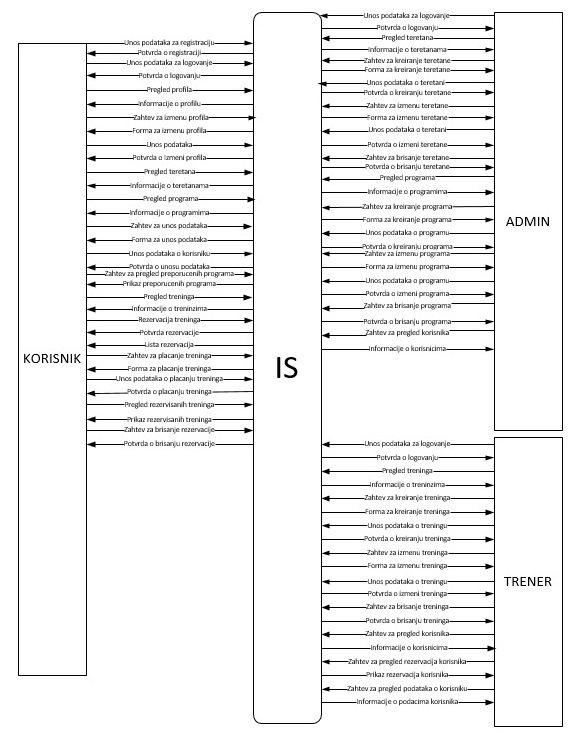 KORISNIK
Unos podataka za registraciju
Potvrda o registraciji
Unos podataka za logovanje
Potvrda o logovanju
Pregled profila
Informacije o profilu
Zahtev za izmenu profila
Forma za izmenu profila
Unos podataka
Potvrda o izmeni profila
Pregled teretana
Informacije o teretanama
Pregled programa
Informacije o programima
Zahtev za unos podataka
Forma za unos podataka
Unos podataka o korisniku
Potvrda o unosu podataka
Zahtev za pregled preporucenih programa
Prikaz preporucenih programa
Pregled treninga
Informacije o treninzima
Rezervacija treninga
Potvrda rezervacije
Lista rezervacija
Zahtev za placanje treninga
Forma za placanje treninga
Unos podataka o placanju treninga
Potvrda o placanju treninga
Pregled rezervisanih treninga
Prikaz rezervisanih treninga
Zahtev za brisanje rezervacije
Potvrda o brisanju rezervacije
IS
Unos podataka za logovanje
Potvrda o logovanju
Pregled teretana
Informacije o teretanama
Zahtev za kreiranje teretane
Forma za kreiranje teretane
Unos podataka o teretani
Potvrda o kreiranju teretane
Zahtev za izmenu teretane
Forma za izmenu teretane
Unos podataka o teretani
Potvrda o izmeni teretane
Zahtev za brisanje teretane
Potvrda o brisanju teretane
Pregled programa
Informacije o programima
Zahtev za kreiranje programa
Forma za kreiranje programa
Unos podataka o programu
Potvrda o kreiranju programa
Zahtev za izmenu programa
Forma za izmenu programa
Unos podataka o programu
Potvrda o izmeni programa
Zahtev za brisanje programa
Potvrda o brisanju programa
Zahtev za pregled korisnika
Informacije o korisnicima
ADMIN
Unos podataka za logovanje
Potvrda o logovanju
Pregled treninga
Informacije o treninzima
Zahtev za kreiranje treninga
Forma za kreiranje treninga
Unos podataka o treningu
Potvrda o kreiranju treninga
Zahtev za izmenu treninga
Forma za izmenu treninga
Unos podataka o treningu
Potvrda o izmeni treninga
Zahtev za brisanje treninga
Potvrda o brisanju treninga
Zahtev za pregled korisnika
Informacije o korisnicima
Zahtev za pregled rezervacija korisnika
Prikaz rezervacija korisnika
Zahtev za pregled podataka o korisniku
Informacije o podacima korisnika
TRENER